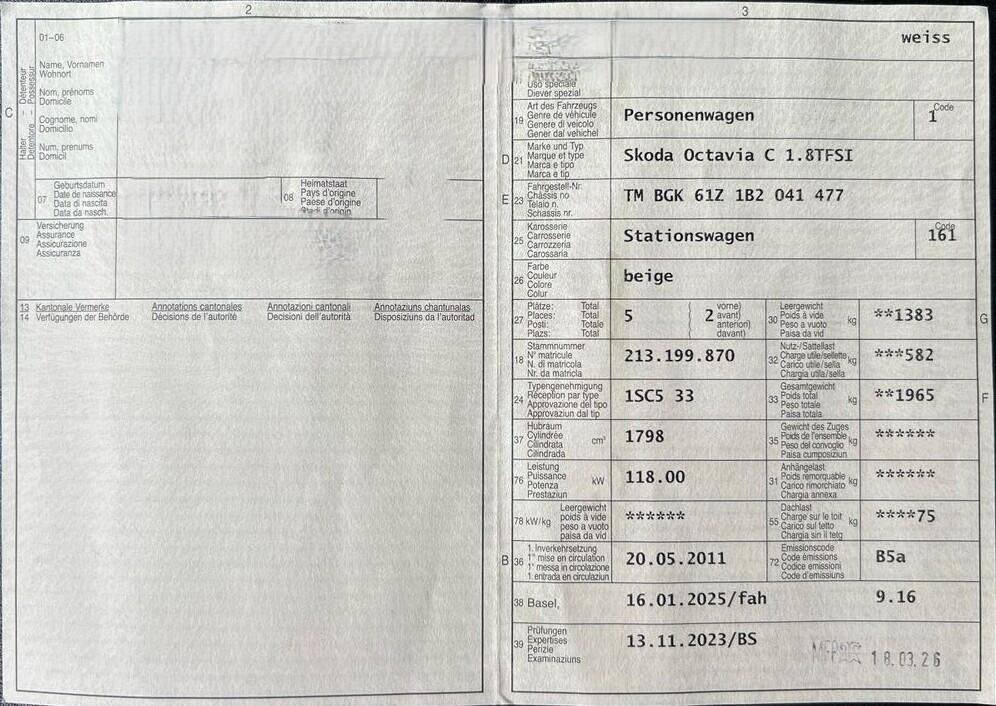 2
01-06
C
Halter – Détenteur
Detentore – Possessur
Name, Vornamen
Wohnort
Nom, prénoms
Domicile
Cognome, nomi
Domicilio
Num, prenums
Domicil
07
Geburtsdatum
Date de naissance
Data di nascita
Data da nasch.
08
Heimatstaat
Pays d'origine
Paese d'origine
Stadi d'origin
09
Versicherung
Assurance
Assicurazione
Assicuranza
13 Kantonale Vermerke Annotations cantonales Annotazioni cantonali Annotaziuns chantunalas
14 Verfügungen der Behörde Décisions de l'autorité Decisioni dell'autorità Disposiziuns da l'autoritad
3
weiss
Uso speciale
Diever spezial
19
Art des Fahrzeugs
Genre de véhicule
Genere di veicolo
Gener dal vehichel
Personenwagen
Code
1
D 21
Marke und Typ
Marque et type
Marca e tipo
Marca e tip
Skoda Octavia C 1.8TFSI
E 23
Fahrgestell-Nr.
Châssis no
Telaio n.
Schassis nr.
TM BGK 61Z 1B2 041 477
25
Karosserie
Carrosserie
Carrozzeria
Carossaria
Stationswagen
Code
161
26
Farbe
Couleur
Colore
Colur
beige
27
Plätze: Total
Places: Total
Posti: Totale
Plazs: Total
5
2
vorne)
avant)
anteriori)
davant)
30
Leergewicht
Poids à vide
Peso a vuoto
Paisa da vid
kg
**1383
G
18
Stammnummer
N° matricule
N. di matricola
Nr. da matricla
213.199.870
32
Nutz-/Sattellast
Charge utile/sellette
Carico utile/sella
Chargia utila/sella
kg
***582
24
Typengenehmigung
Réception par type
Approvazione del tipo
Approvaziun dal tip
1SC5 33
33
Gesamtgewicht
Poids total
Peso totale
Paisa totala
kg
**1965
F
37
Hubraum
Cylindrée
Cilindrata
Cilindrada
cm³
1798
35
Gewicht des Zuges
Poids de l'ensemble
Peso del convoglio
Paisa cumposiziun
kg
******
76
Leistung
Puissance
Potenza
Prestaziun
kW
118.00
31
Anhängelast
Poids remorquable
Carico rimorchiato
Chargia annexa
kg
******
78 kW/kg
Leergewicht
poids à vide
peso a vuoto
paisa da vid
******
55
Dachlast
Charge sur le toit
Carico sul tetto
Chargia sin il tetg
kg
****75
B 36
1. Inverkehrsetzung
1re mise en circulation
1a messa in circolazione
1. entrada en circulaziun
20.05.2011
72
Emissionscode
Code émissions
Codice emissioni
Code d'emissiuns
B5a
38 Basel,
16.01.2025/fah
9.16
39
Prüfungen
Expertises
Perizie
Examinaziuns
13.11.2023/BS
18.03.26